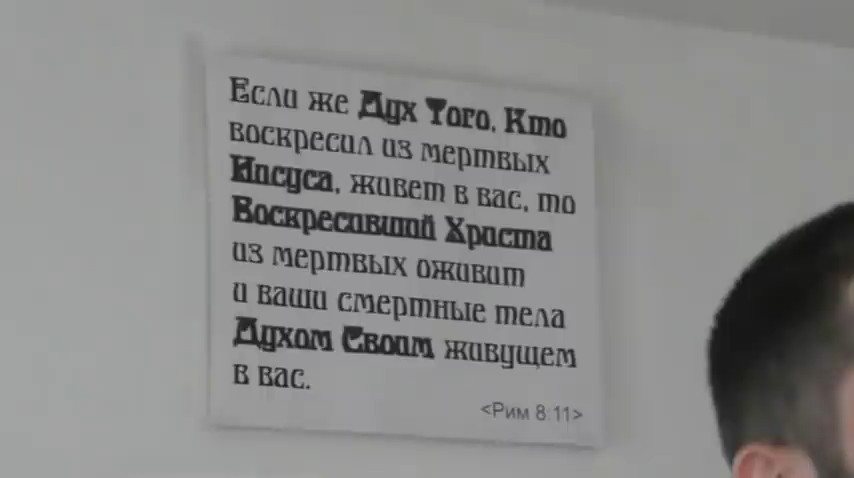 Если же Дух Того, Кто
воскресил из мертвых
Иисуса, живет в вас, то
Воскресивший Христа
из мертвых оживит
и ваши смертные тела
Духом Своим живущем
в вас.
<Рим 8:11>